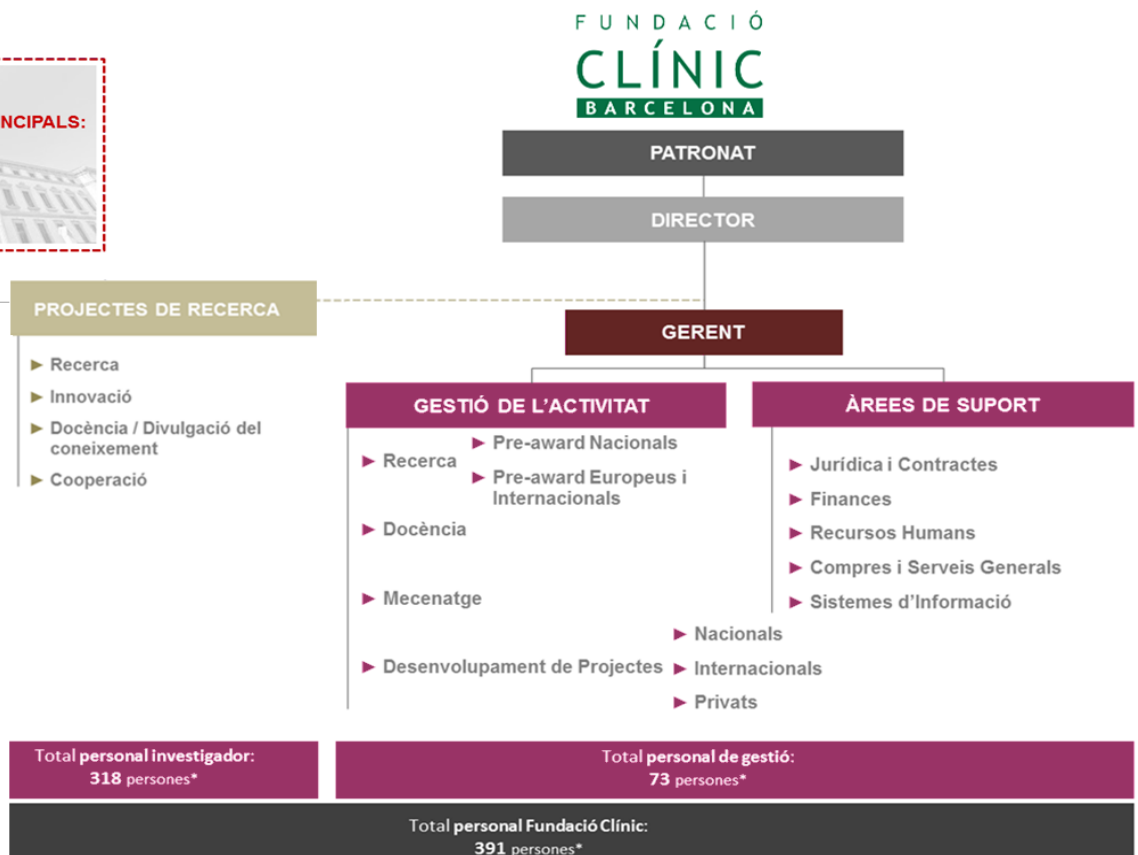 FUNDACIÓ
CLÍNIC
BARCELONA
NCIPALS:
PATRONAT
DIRECTOR
PROJECTES DE RECERCA
► Recerca
► Innovació
► Docència / Divulgació del
coneixement
► Cooperació
GERENT
GESTIÓ DE L’ACTIVITAT
► Recerca
► Pre-award Nacionals
► Pre-award Europeus i
Internacionals
► Docència
► Mecenatge
► Desenvolupament de Projectes
► Nacionals
► Internacionals
► Privats
ÀREES DE SUPORT
► Jurídica i Contractes
► Finances
► Recursos Humans
► Compres i Serveis Generals
► Sistemes d’Informació
Total personal investigador:
318 persones*
Total personal de gestió:
73 persones*
Total personal Fundació Clínic:
391 persones*